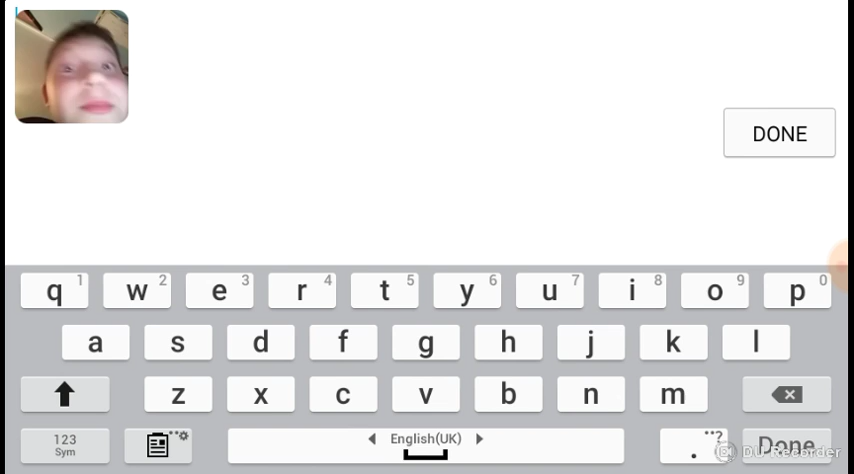 DONE
q 1 w 2 e 3 r 4 t 5 y 6 u 7 i 8 o 9 p 0
a s d f g h j k l
z x c v b n m
123 Sym English(UK) . ? Done
DU Recorder